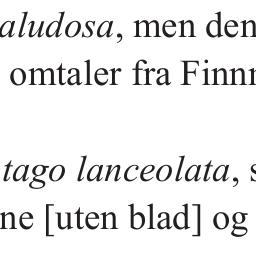 aludosa, men den
omtaler fra Finn
tago lanceolata, s
ne [uten blad] og